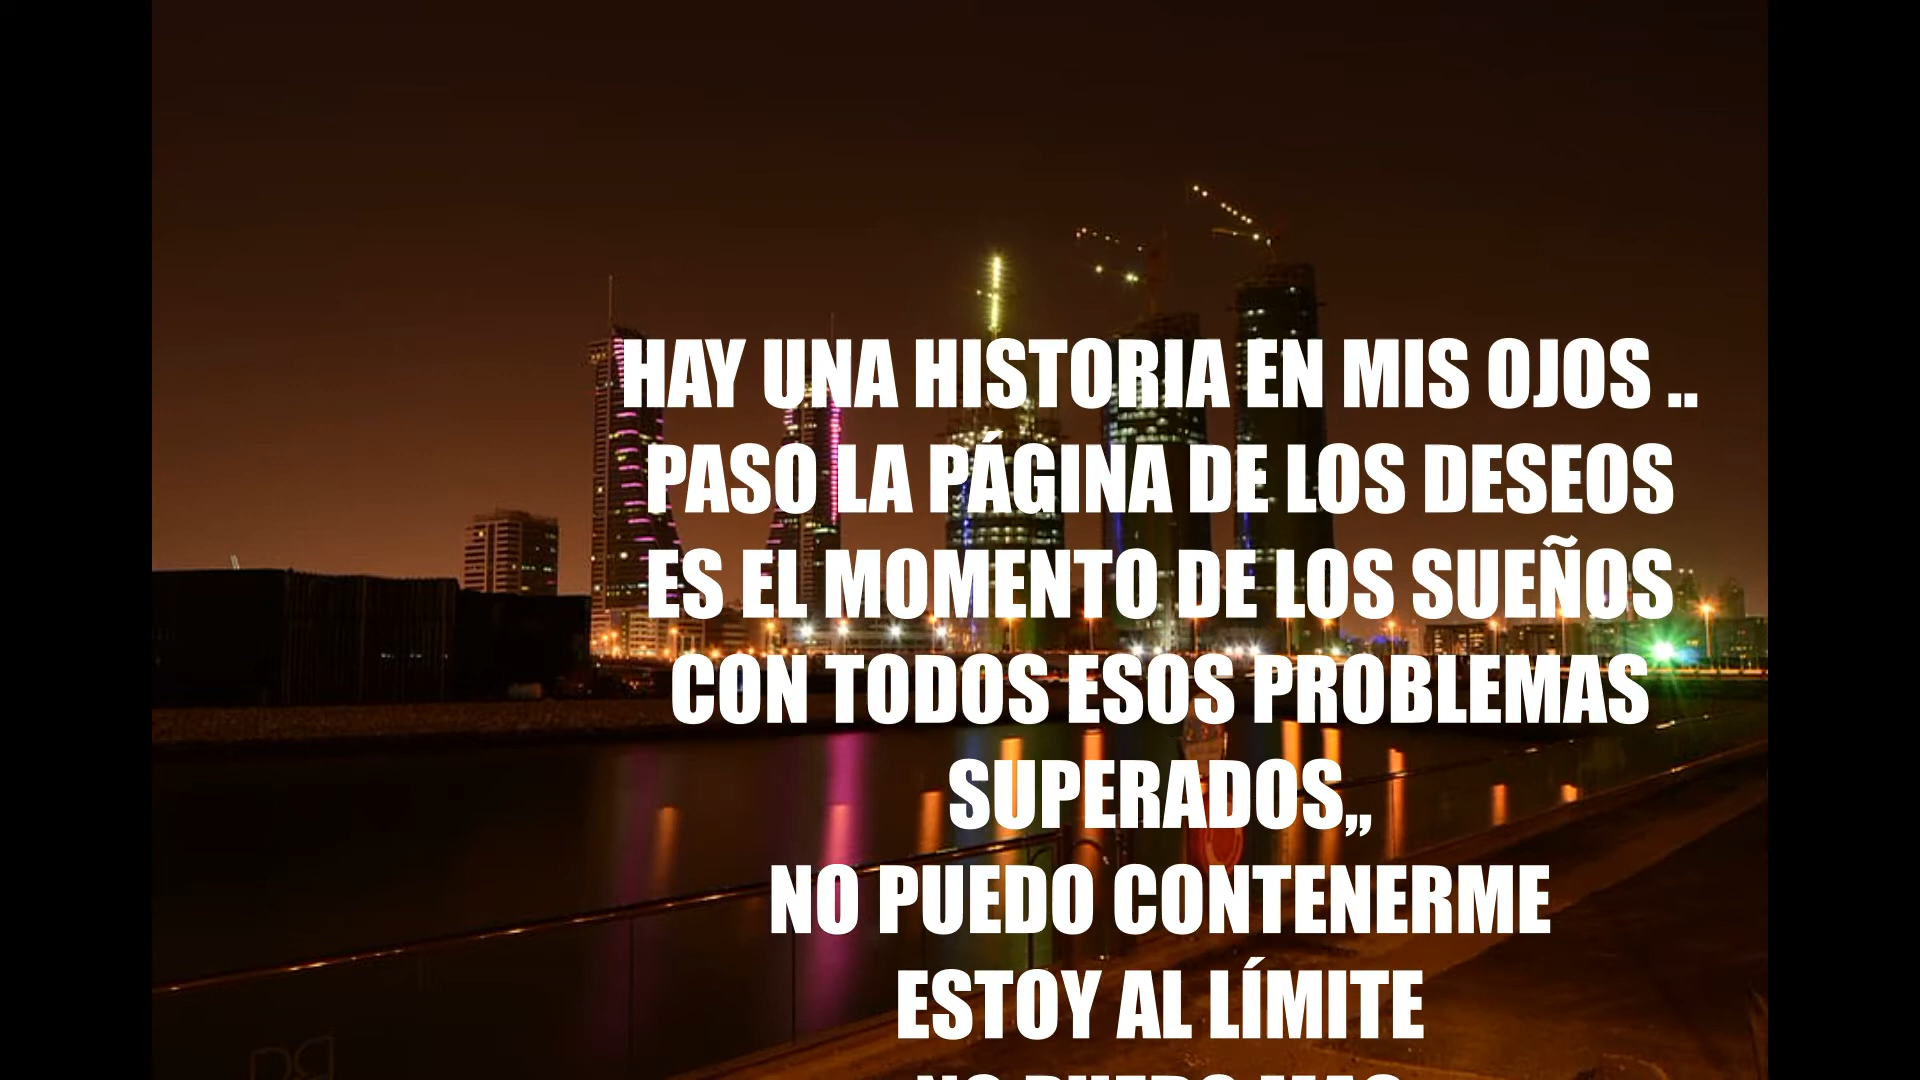 HAY UNA HISTORIA EN MIS OJOS ..
PASO LA PÁGINA DE LOS DESEOS
ES EL MOMENTO DE LOS SUEÑOS
CON TODOS ESOS PROBLEMAS
SUPERADOS,,
NO PUEDO CONTENERME
ESTOY AL LÍMITE